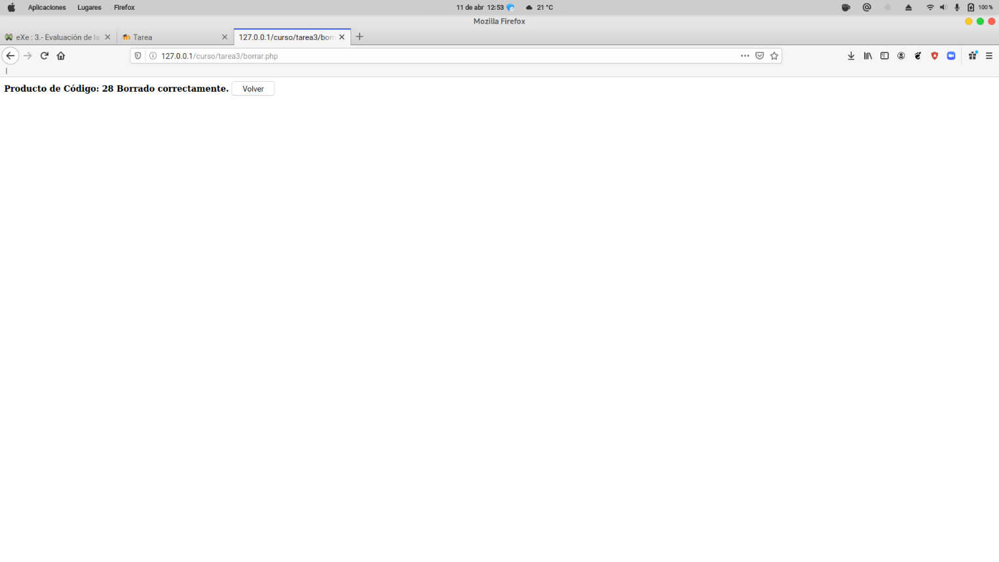 Aplicaciones Lugares Firefox 11 de abr 12:53 21 °C 100 %
Mozilla Firefox
eXe : 3.- Evaluación de la Tarea 127.0.0.1/curso/tarea3/borr
127.0.0.1/curso/tarea3/borrar.php
Producto de Código: 28 Borrado correctamente. Volver